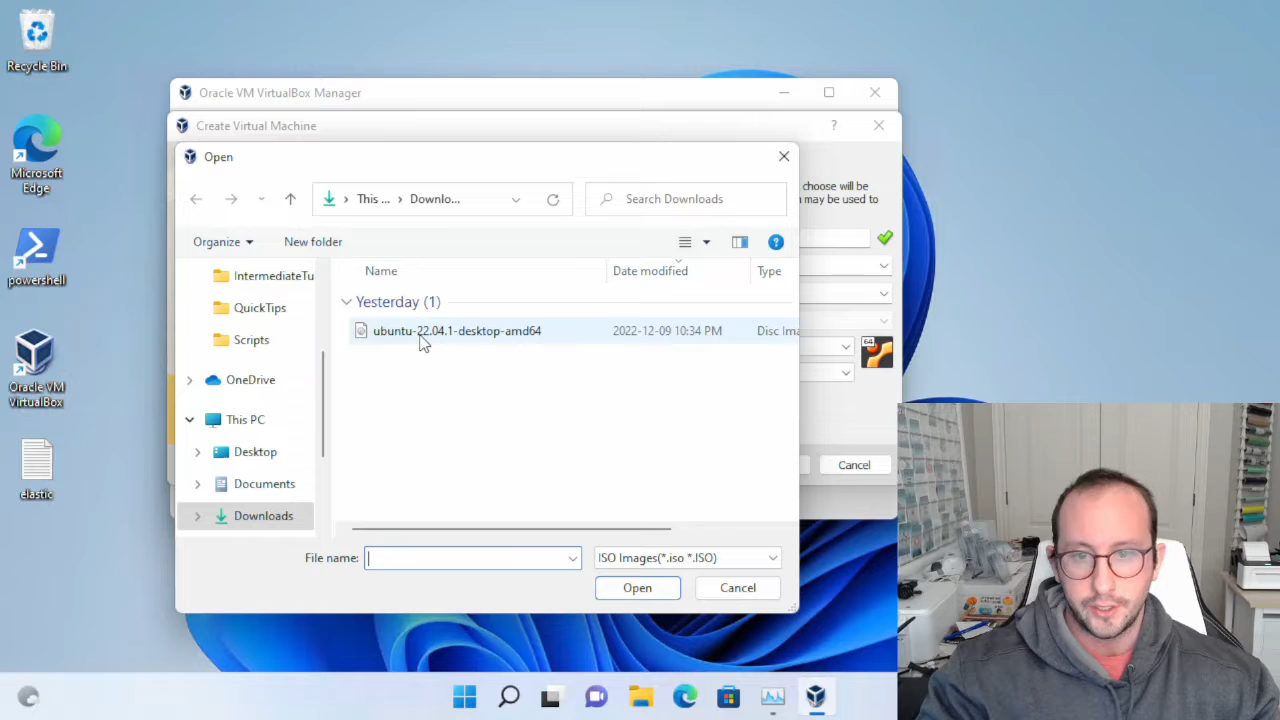 Recycle Bin
Microsoft
Edge
powershell
Oracle VM
VirtualBox
elastic
Oracle VM VirtualBox Manager
Create Virtual Machine
?
Open
This ...
Downlo...
Search Downloads
Organize
New folder
?
choose will be
may be used to
IntermediateTu
QuickTips
Scripts
OneDrive
This PC
Desktop
Documents
Downloads
Name
Date modified
Type
Yesterday (1)
ubuntu-22.04.1-desktop-amd64
2022-12-09 10:34 PM
Disc Ima
64
Cancel
File name:
ISO Images(*.iso *.ISO)
Open
Cancel